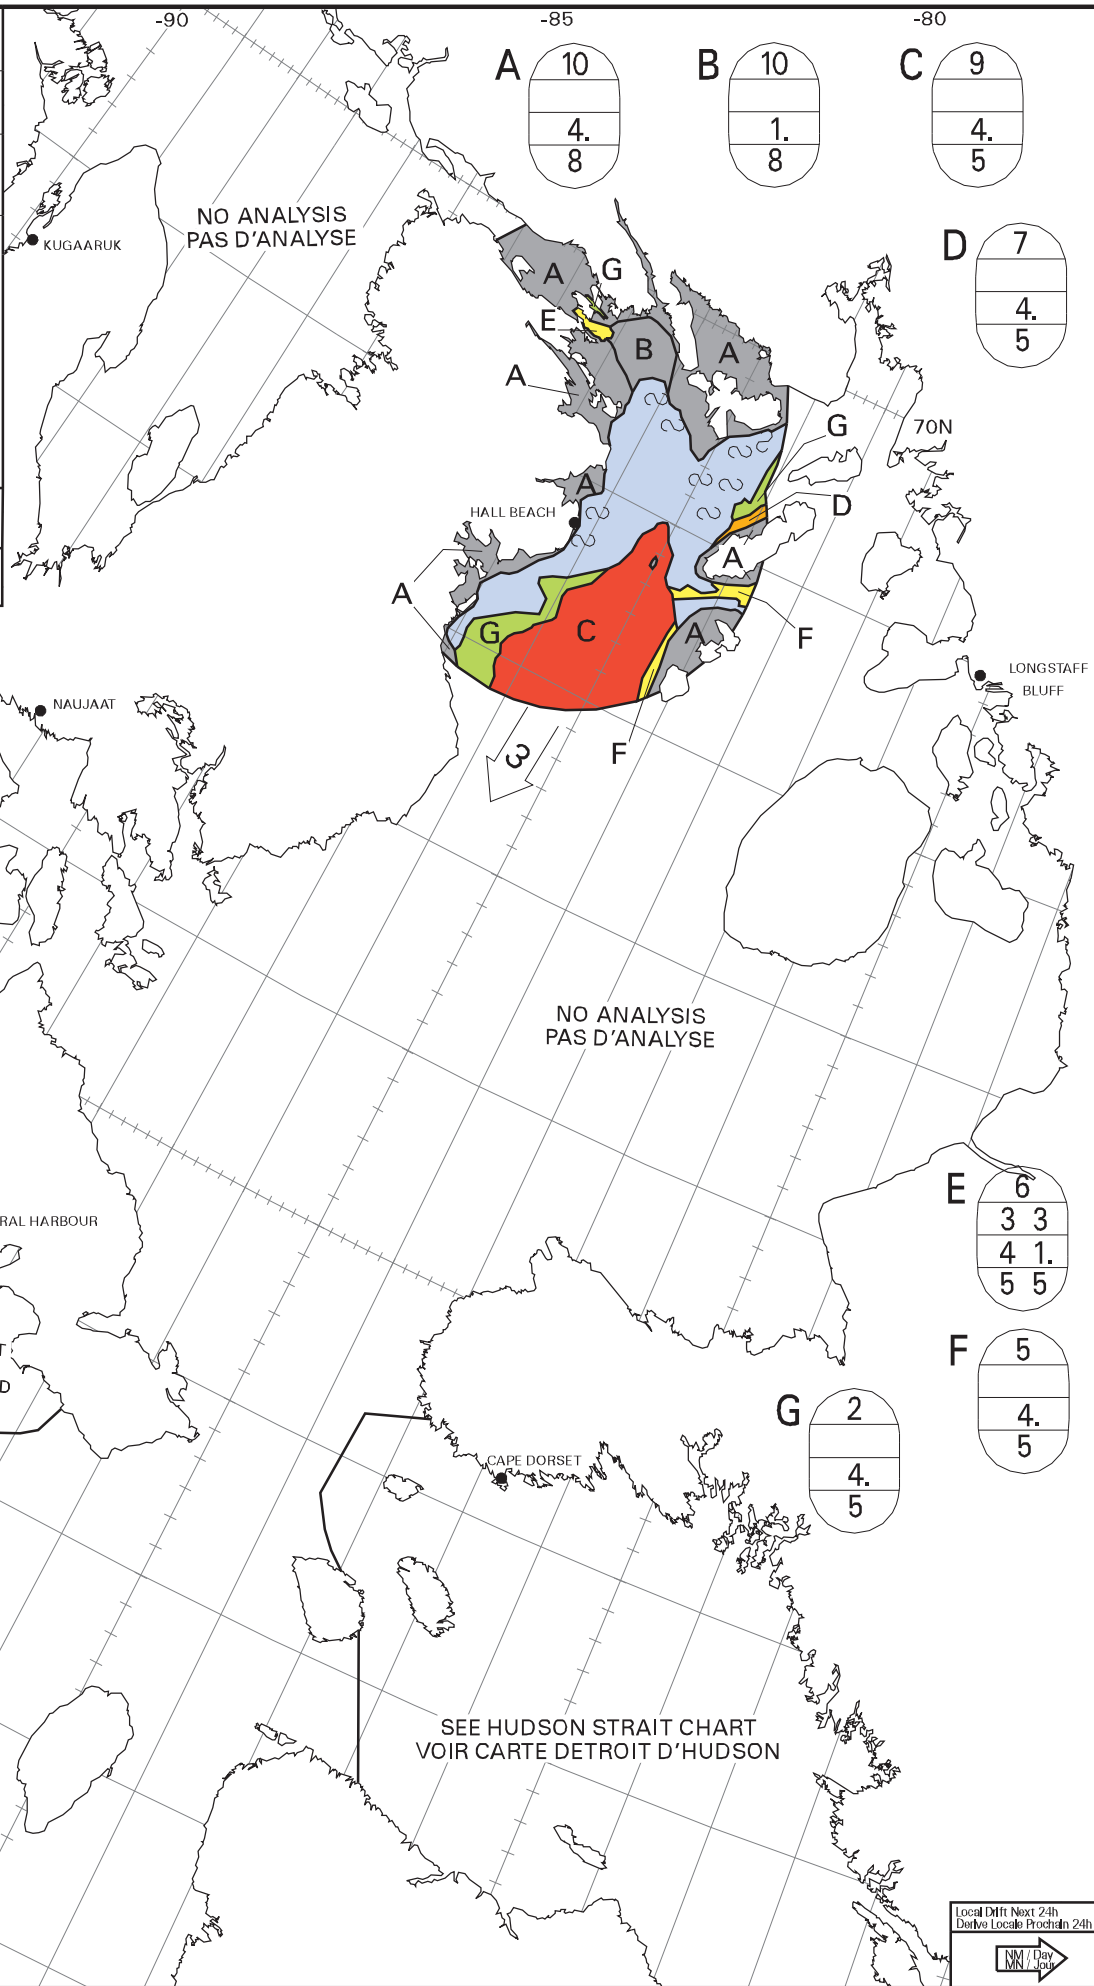 -90
-85
-80
A
10
4.
8
B
10
1.
8
C
9
4.
5
D
7
4.
5
NO ANALYSIS
PAS D'ANALYSE
KUGAARUK
A
G
E
B
A
A
G
70N
A
D
HALL BEACH
A
A
G
C
A
F
LONGSTAFF
BLUFF
NAUJAAT
F
3
NO ANALYSIS
PAS D'ANALYSE
E
6
3 3
4 1.
5 5
RAL HARBOUR
F
5
4.
5
T
D
G
2
4.
5
CAPE DORSET
SEE HUDSON STRAIT CHART
VOIR CARTE DETROIT D'HUDSON
Local Drift Next 24h
Derive Locale Prochain 24h
NM / Day
MN / Jour